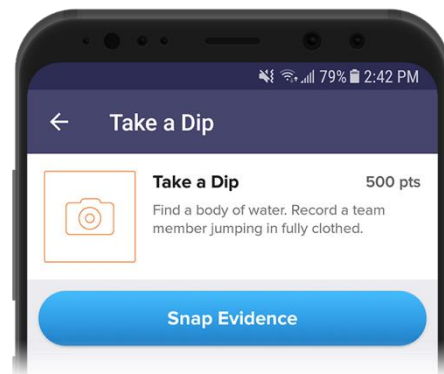 79% 2:42 PM
Take a Dip
Take a Dip 500 pts
Find a body of water. Record a team
member jumping in fully clothed.
Snap Evidence